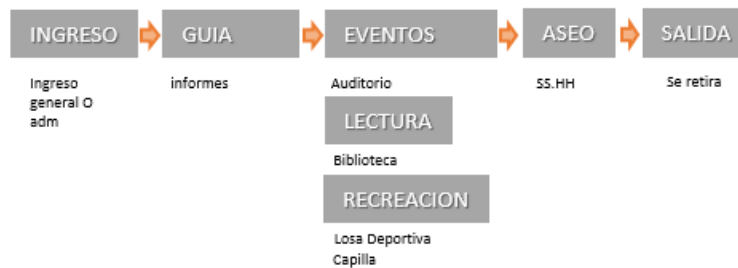 INGRESO
GUIA
EVENTOS
ASEO
SALIDA
Ingreso
general O
adm
informes
Auditorio
SS.HH
Se retira
LECTURA
Biblioteca
RECREACION
Losa Deportiva
Capilla